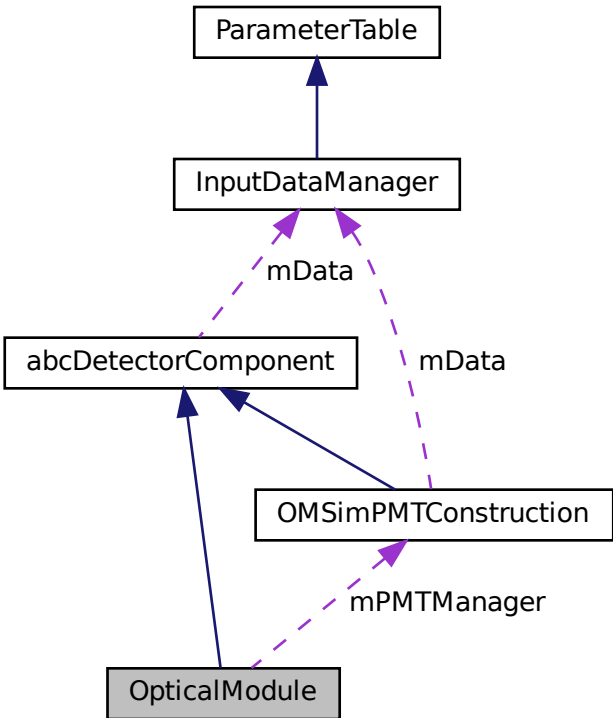 ParameterTable
InputDataManager
mData
abcDetectorComponent
mData
OMSimPMTConstruction
mPMTManager
OpticalModule